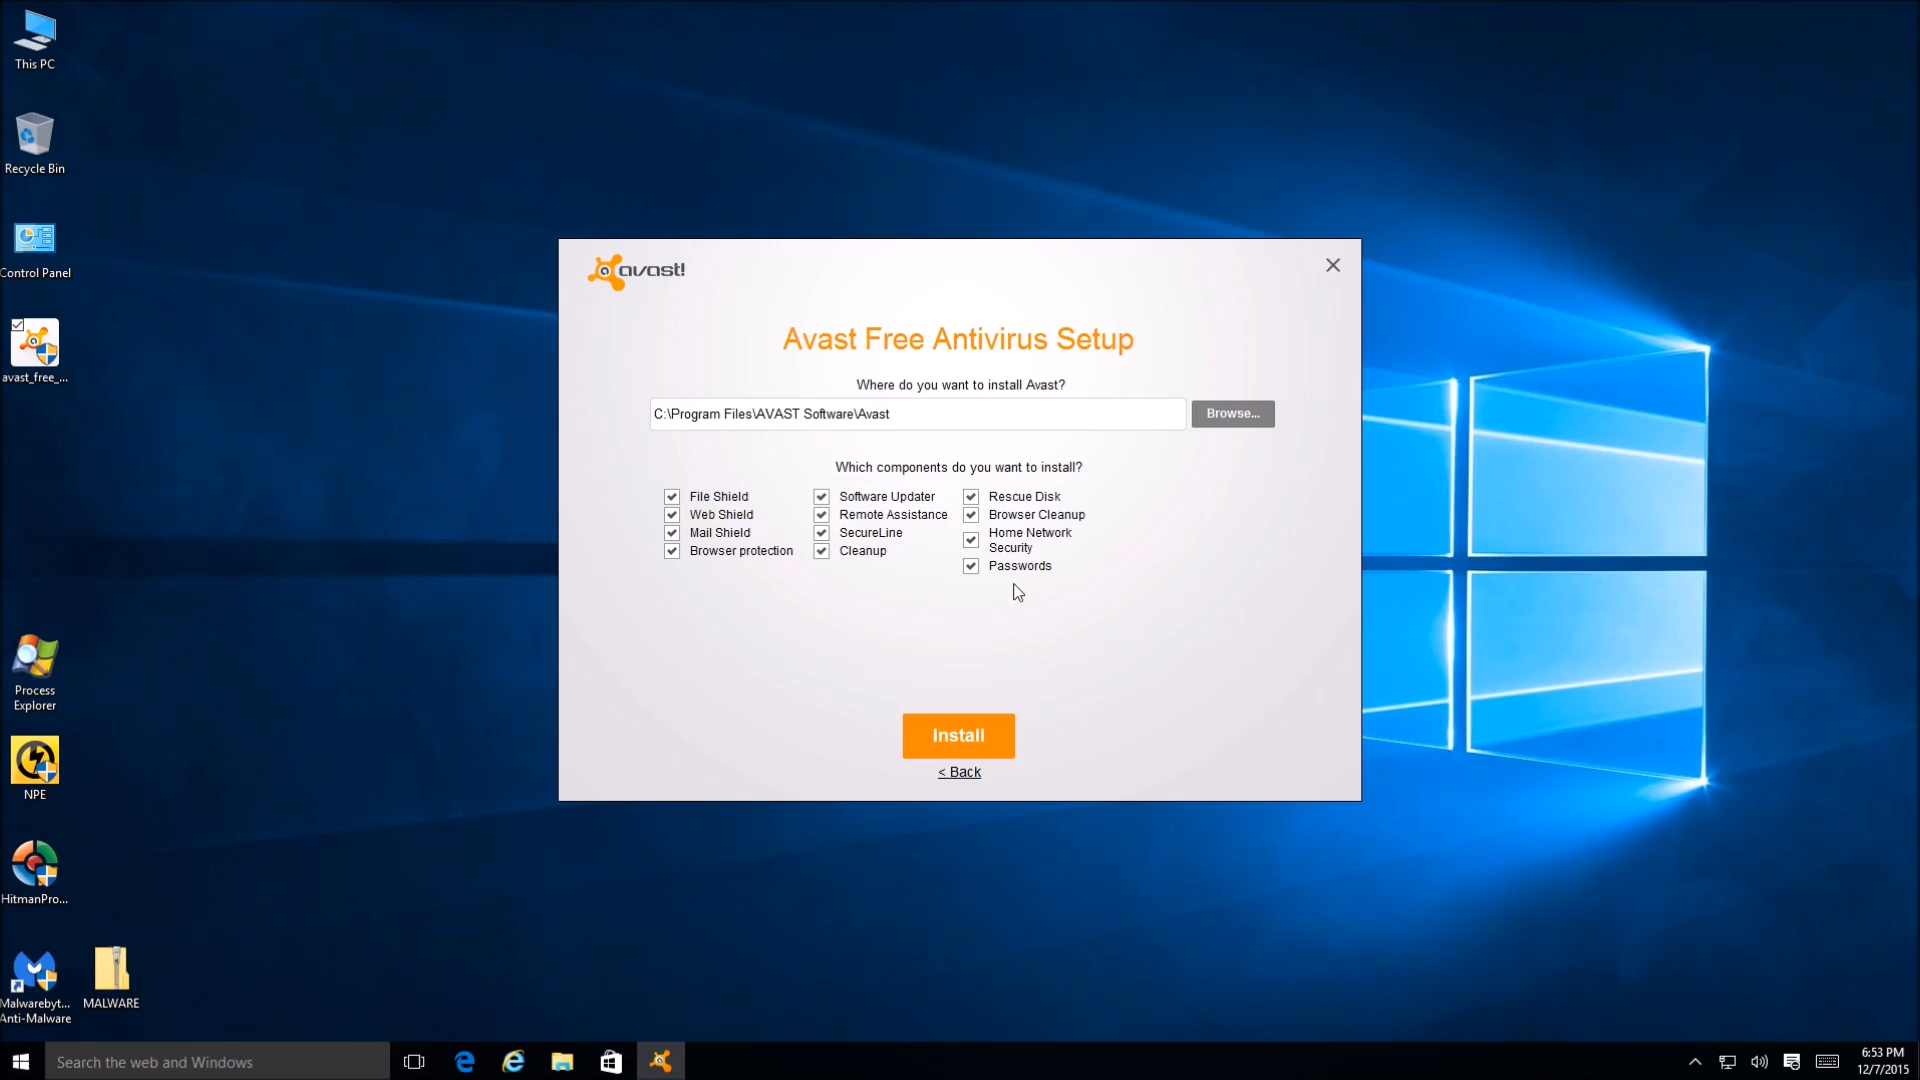 This PC
Recycle Bin
Control Panel
avast_free_...
Process
Explorer
NPE
HitmanPro...
Malwarebyt...
Anti-Malware
MALWARE
avast!
Avast Free Antivirus Setup
Where do you want to install Avast?
C:\Program Files\AVAST Software\Avast
Browse...
Which components do you want to install?
File Shield
Web Shield
Mail Shield
Browser protection
Software Updater
Remote Assistance
SecureLine
Cleanup
Rescue Disk
Browser Cleanup
Home Network
Security
Passwords
Install
< Back
Search the web and Windows
6:53 PM
12/7/2015